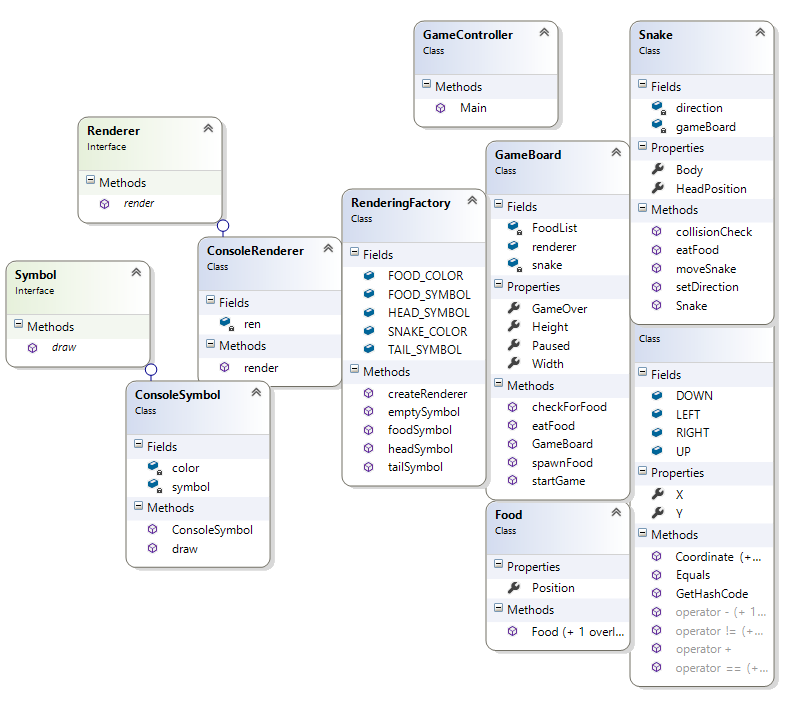 GameController
Class
Methods
Main
Snake
Class
Fields
direction
gameBoard
Properties
Body
HeadPosition
Methods
collisionCheck
eatFood
moveSnake
setDirection
Snake
Renderer
Interface
Methods
render
GameBoard
Class
Fields
FoodList
renderer
snake
Properties
GameOver
Height
Paused
Width
Methods
checkForFood
eatFood
GameBoard
spawnFood
startGame
RenderingFactory
Class
Fields
FOOD_COLOR
FOOD_SYMBOL
HEAD_SYMBOL
SNAKE_COLOR
TAIL_SYMBOL
Methods
createRenderer
emptySymbol
foodSymbol
headSymbol
tailSymbol
ConsoleRenderer
Class
Fields
ren
Methods
render
Symbol
Interface
Methods
draw
ConsoleSymbol
Class
Fields
color
symbol
Methods
ConsoleSymbol
draw
Class
Fields
DOWN
LEFT
RIGHT
UP
Properties
X
Y
Methods
Coordinate (+...
Equals
GetHashCode
operator - (+ 1...
operator != (+...
operator +
operator == (+...
Food
Class
Properties
Position
Methods
Food (+ 1 overl...